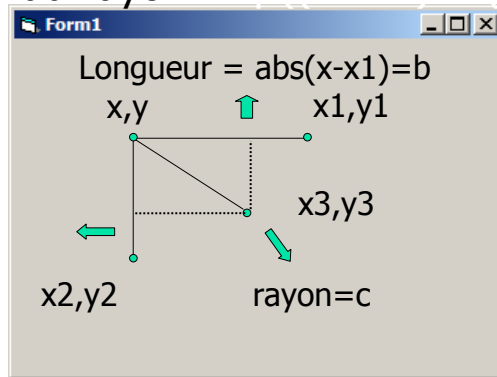 Form1
Longueur = abs(x-x1)=b
x,y x1,y1
x3,y3
x2,y2 rayon=c